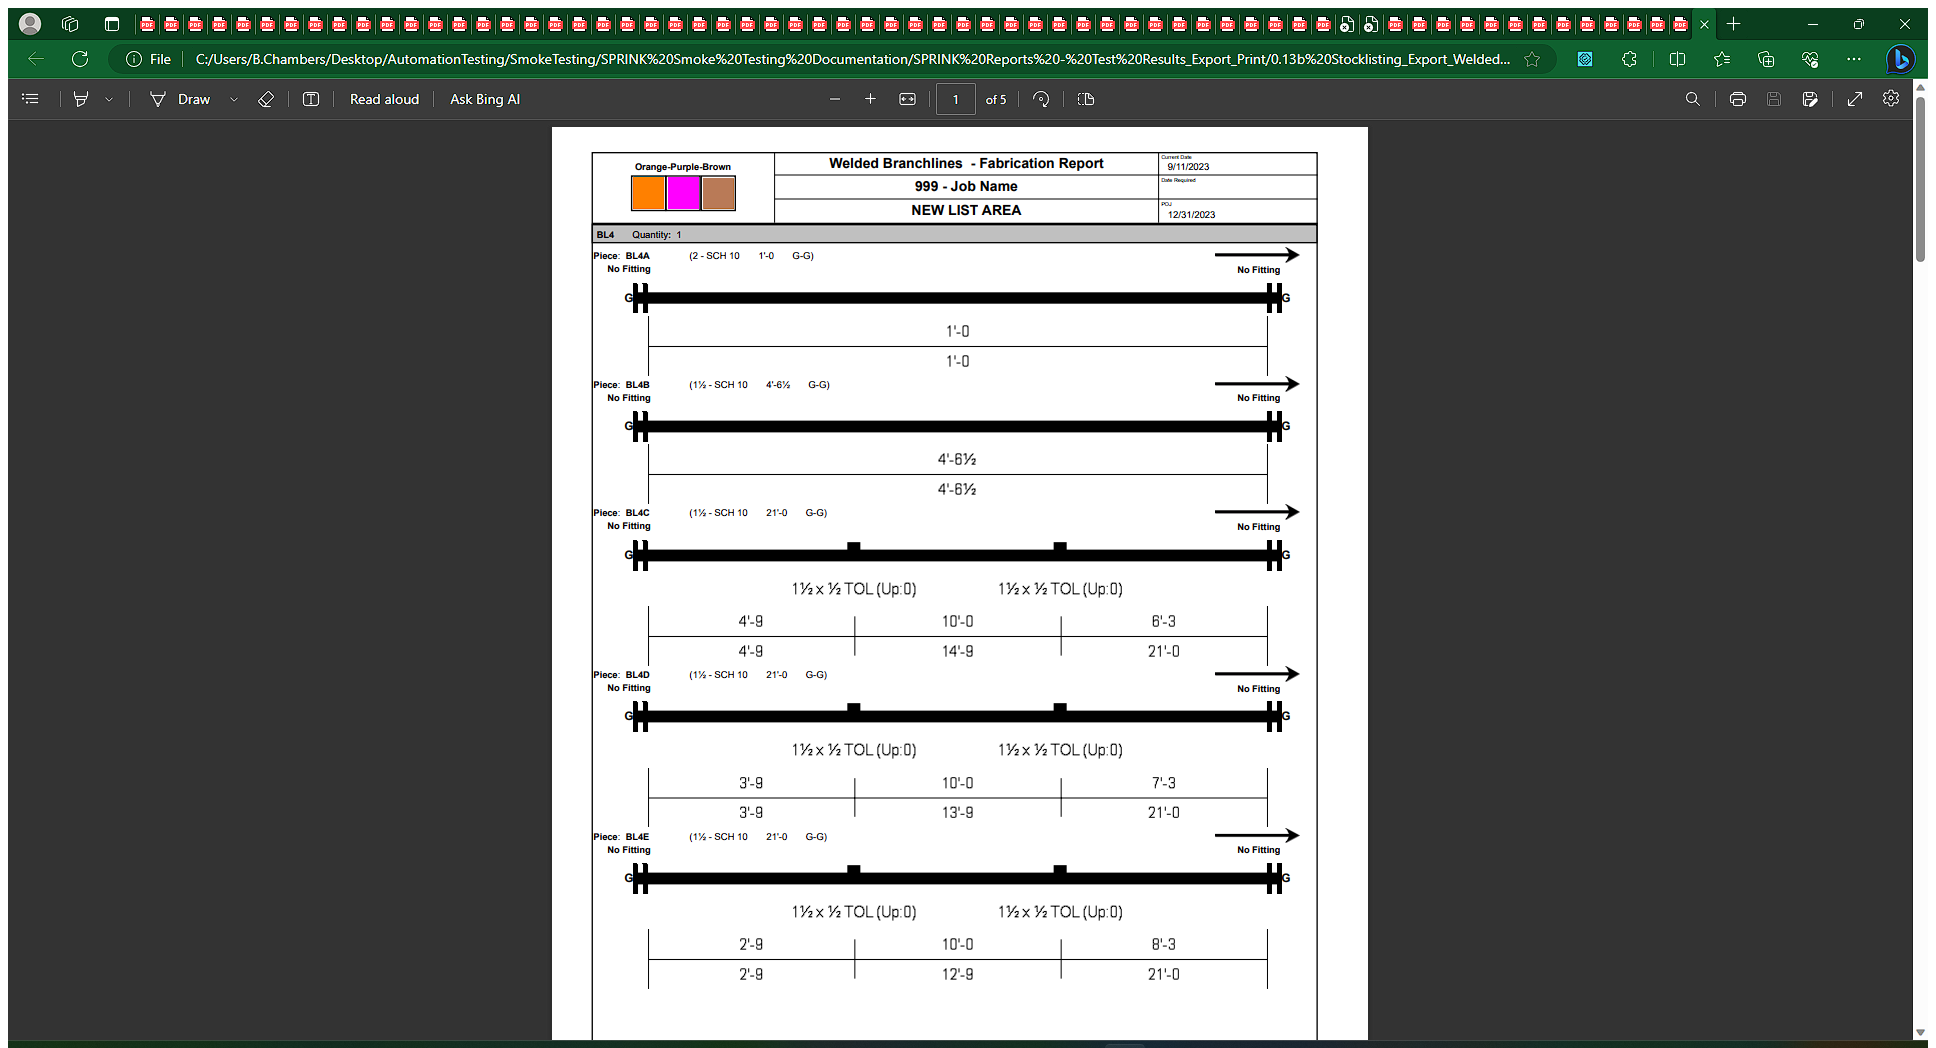 File
C:/Users/B.Chambers/Desktop/AutomationTesting/SmokeTesting/SPRINK%20Smoke%20Testing%20Documentation/SPRINK%20Reports%20-%20Test%20Results_Export_Print/0.13b%20Stocklisting_Export_Welded...
Draw
Read aloud
Ask Bing AI
1 of 5
Orange-Purple-Brown
Welded Branchlines - Fabrication Report
999 - Job Name
NEW LIST AREA
Current Date
9/11/2023
Date Required
PDJ
12/31/2023
BL4 Quantity: 1
Piece: BL4A (2 - SCH 10 1'-0 G-G)
No Fitting No Fitting
G G
1'-0
1'-0
Piece: BL4B (1½ - SCH 10 4'-6½ G-G)
No Fitting No Fitting
G G
4'-6½
4'-6½
Piece: BL4C (1½ - SCH 10 21'-0 G-G)
No Fitting No Fitting
G G
1½ x ½ TOL (Up:0) 1½ x ½ TOL (Up:0)
4'-9 10'-0 6'-3
4'-9 14'-9 21'-0
Piece: BL4D (1½ - SCH 10 21'-0 G-G)
No Fitting No Fitting
G G
1½ x ½ TOL (Up:0) 1½ x ½ TOL (Up:0)
3'-9 10'-0 7'-3
3'-9 13'-9 21'-0
Piece: BL4E (1½ - SCH 10 21'-0 G-G)
No Fitting No Fitting
G G
1½ x ½ TOL (Up:0) 1½ x ½ TOL (Up:0)
2'-9 10'-0 8'-3
2'-9 12'-9 21'-0